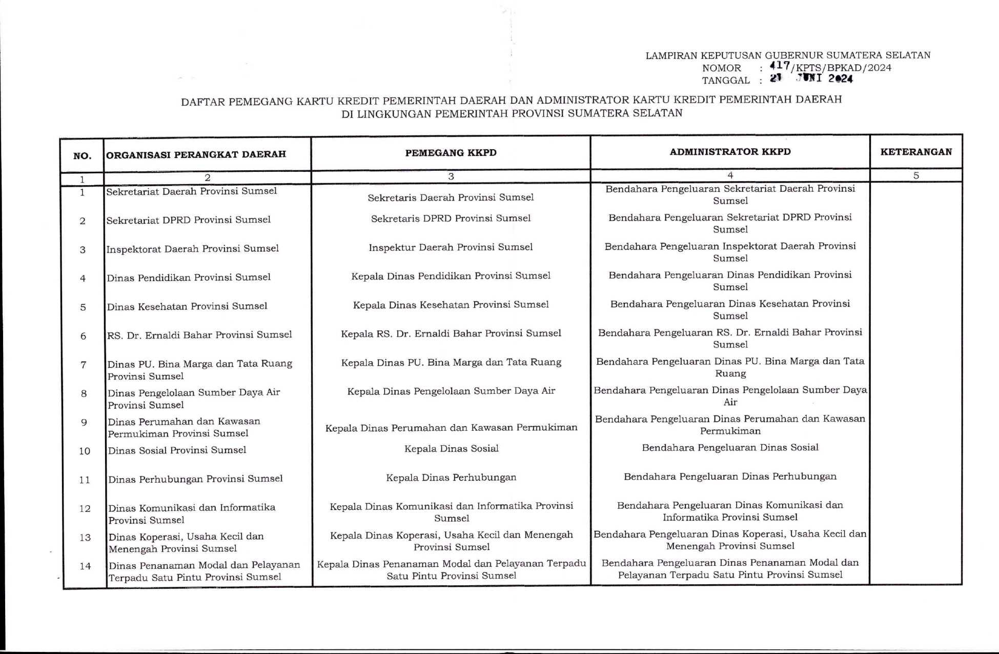 LAMPIRAN KEPUTUSAN GUBERNUR SUMATERA SELATAN
NOMOR : 417/KPTS/BPKAD/2024
TANGGAL : JUNI 2024
DAFTAR PEMEGANG KARTU KREDIT PEMERINTAH DAERAH DAN ADMINISTRATOR KARTU KREDIT PEMERINTAH DAERAH
DI LINGKUNGAN PEMERINTAH PROVINSI SUMATERA SELATAN
NO. ORGANISASI PERANGKAT DAERAH PEMEGANG KKPD ADMINISTRATOR KKPD KETERANGAN
1 2 3 4 5
1 Sekretariat Daerah Provinsi Sumsel Sekretaris Daerah Provinsi Sumsel Bendahara Pengeluaran Sekretariat Daerah Provinsi
Sumsel
2 Sekretariat DPRD Provinsi Sumsel Sekretaris DPRD Provinsi Sumsel Bendahara Pengeluaran Sekretariat DPRD Provinsi
Sumsel
3 Inspektorat Daerah Provinsi Sumsel Inspektur Daerah Provinsi Sumsel Bendahara Pengeluaran Inspektorat Daerah Provinsi
Sumsel
4 Dinas Pendidikan Provinsi Sumsel Kepala Dinas Pendidikan Provinsi Sumsel Bendahara Pengeluaran Dinas Pendidikan Provinsi
Sumsel
5 Dinas Kesehatan Provinsi Sumsel Kepala Dinas Kesehatan Provinsi Sumsel Bendahara Pengeluaran Dinas Kesehatan Provinsi
Sumsel
6 RS. Dr. Ernaldi Bahar Provinsi Sumsel Kepala RS. Dr. Ernaldi Bahar Provinsi Sumsel Bendahara Pengeluaran RS. Dr. Ernaldi Bahar Provinsi
Sumsel
7 Dinas PU. Bina Marga dan Tata Ruang Kepala Dinas PU. Bina Marga dan Tata Ruang Bendahara Pengeluaran Dinas PU. Bina Marga dan Tata
Provinsi Sumsel Ruang
8 Dinas Pengelolaan Sumber Daya Air Kepala Dinas Pengelolaan Sumber Daya Air Bendahara Pengeluaran Dinas Pengelolaan Sumber Daya
Provinsi Sumsel Air
9 Dinas Perumahan dan Kawasan Kepala Dinas Perumahan dan Kawasan Permukiman Bendahara Pengeluaran Dinas Perumahan dan Kawasan
Permukiman Provinsi Sumsel Permukiman
10 Dinas Sosial Provinsi Sumsel Kepala Dinas Sosial Bendahara Pengeluaran Dinas Sosial
11 Dinas Perhubungan Provinsi Sumsel Kepala Dinas Perhubungan Bendahara Pengeluaran Dinas Perhubungan
12 Dinas Komunikasi dan Informatika Kepala Dinas Komunikasi dan Informatika Provinsi Bendahara Pengeluaran Dinas Komunikasi dan
Provinsi Sumsel Sumsel Informatika Provinsi Sumsel
13 Dinas Koperasi, Usaha Kecil dan Kepala Dinas Koperasi, Usaha Kecil dan Menengah Bendahara Pengeluaran Dinas Koperasi, Usaha Kecil dan
Menengah Provinsi Sumsel Provinsi Sumsel Menengah Provinsi Sumsel
14 Dinas Penanaman Modal dan Pelayanan Kepala Dinas Penanaman Modal dan Pelayanan Terpadu Bendahara Pengeluaran Dinas Penanaman Modal dan
Terpadu Satu Pintu Provinsi Sumsel Satu Pintu Provinsi Sumsel Pelayanan Terpadu Satu Pintu Provinsi Sumsel